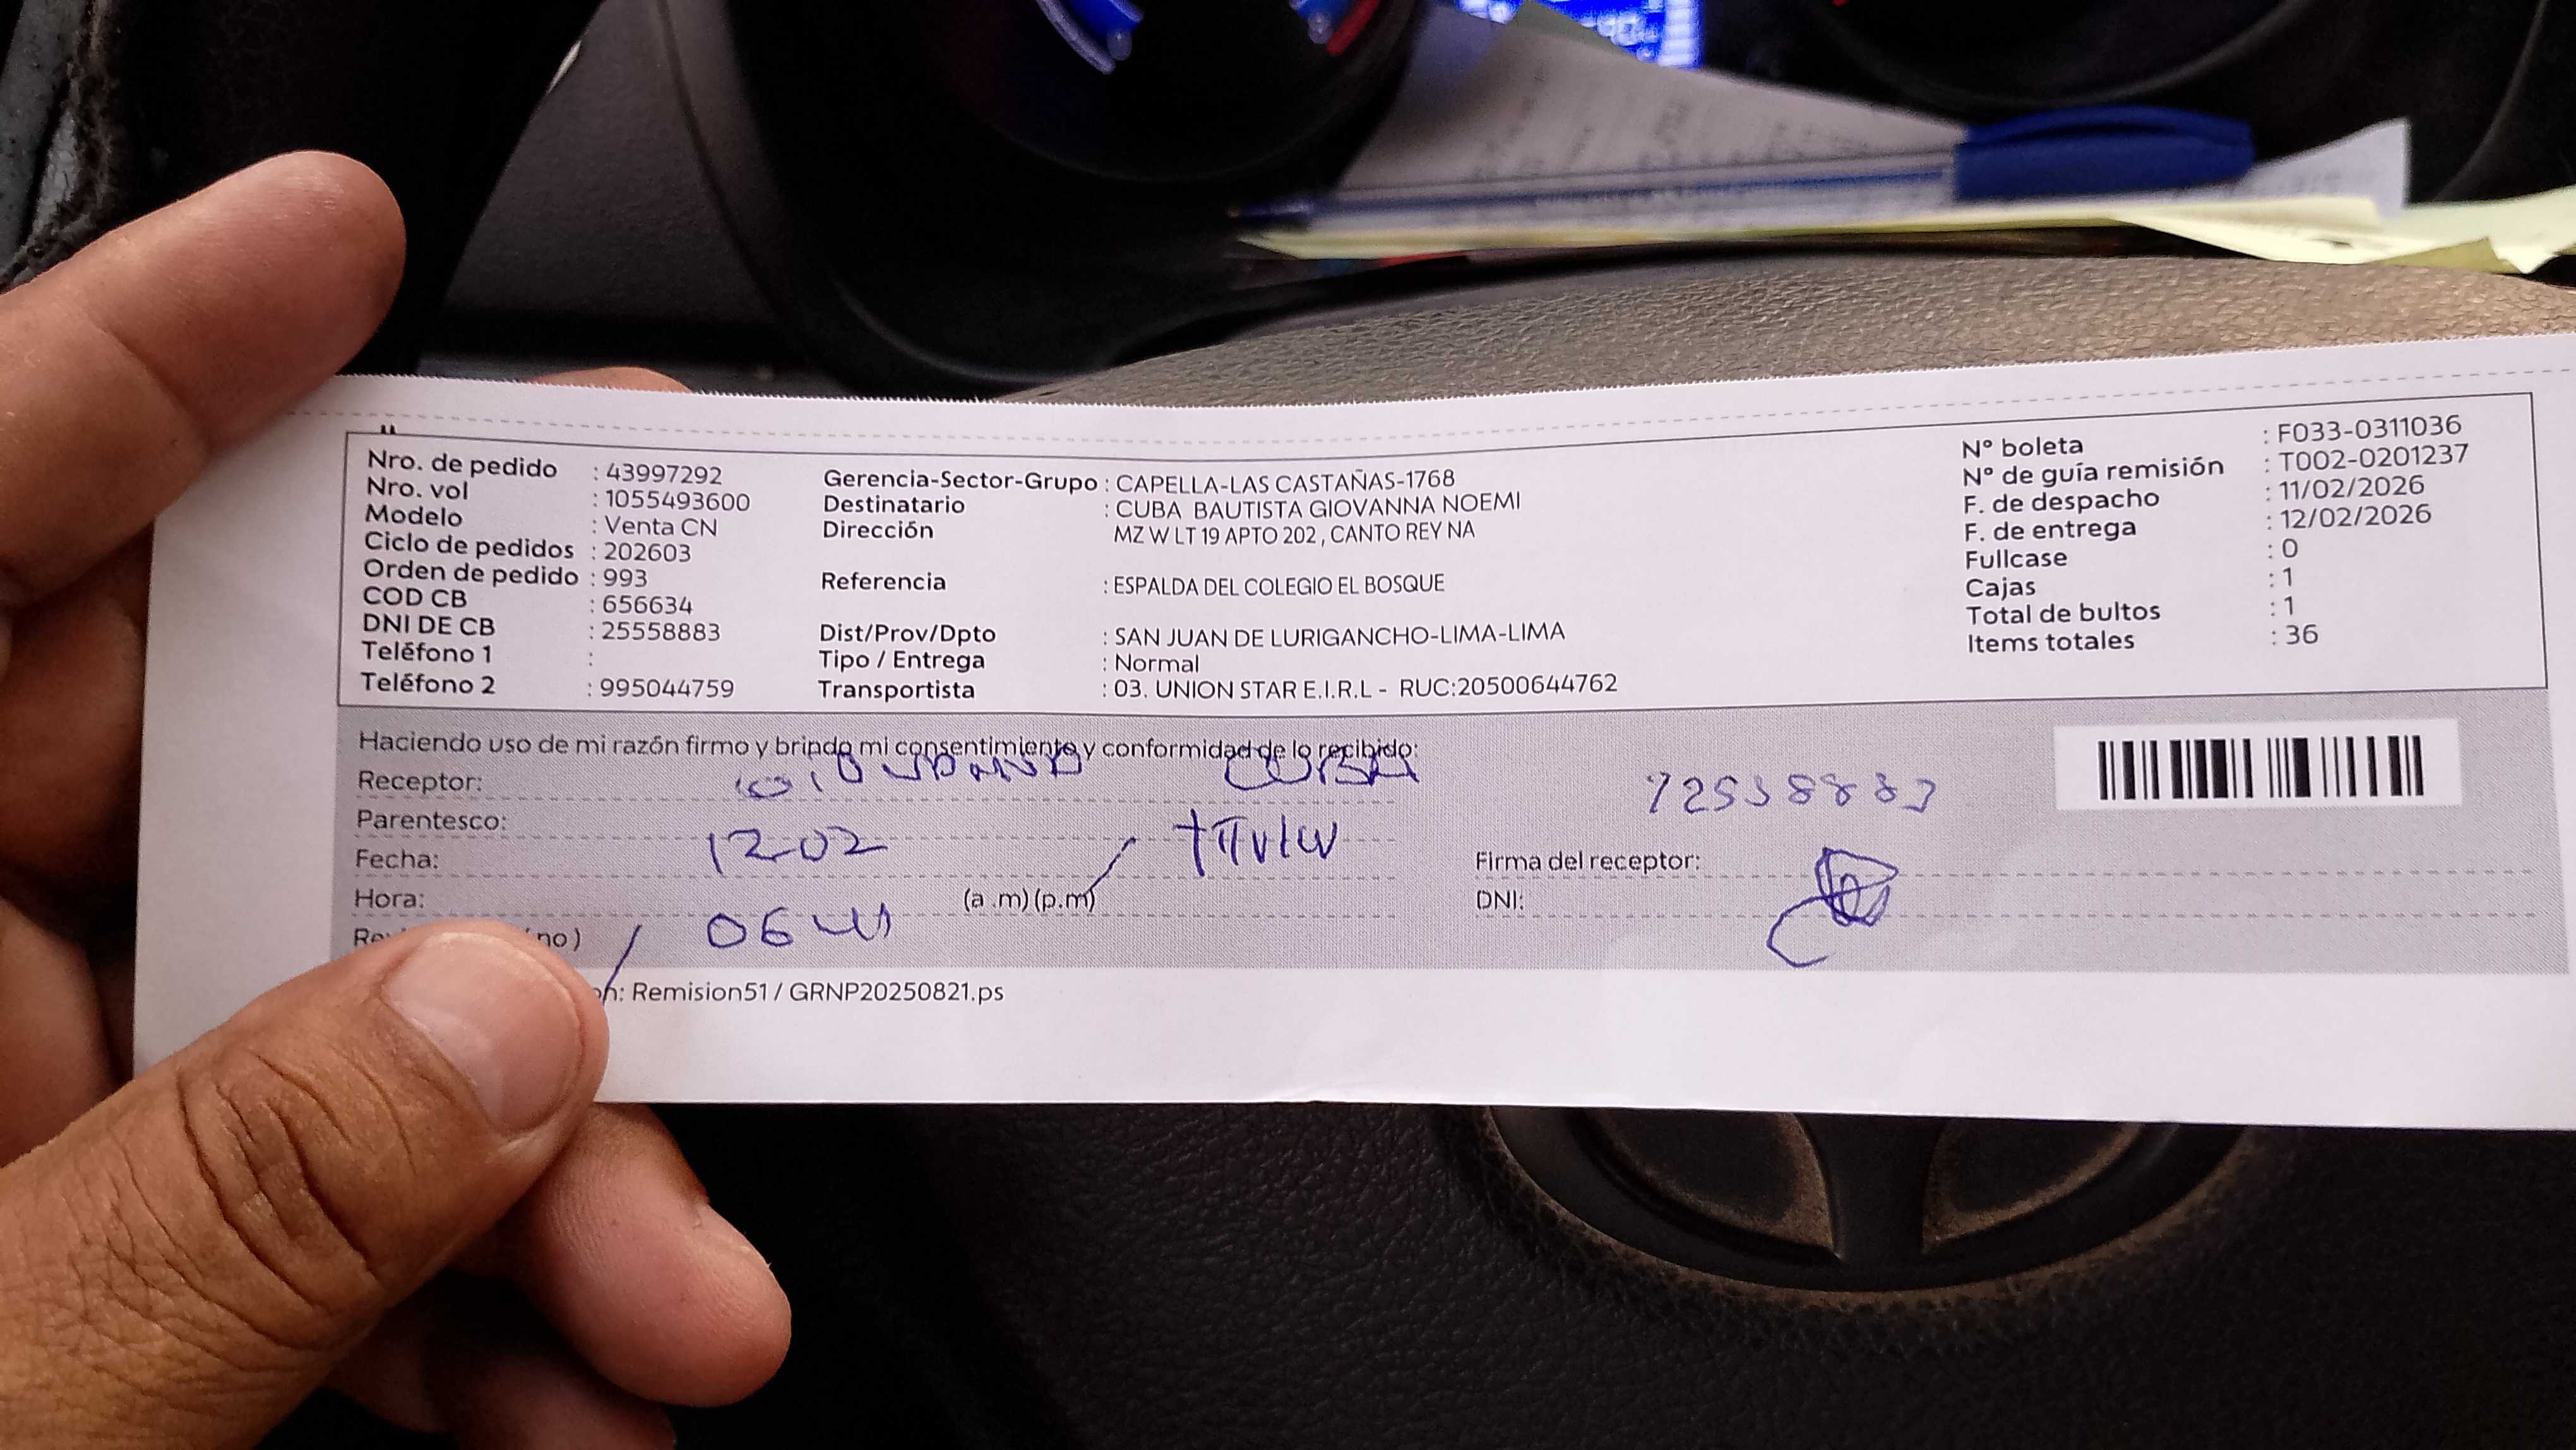 Nro. de pedido : 43997292
Nro. vol : 1055493600
Modelo : Venta CN
Ciclo de pedidos : 202603
Orden de pedido : 993
COD CB : 656634
DNI DE CB : 25558883
Teléfono 1 :
Teléfono 2 : 995044759
Gerencia-Sector-Grupo : CAPELLA-LAS CASTAÑAS-1768
Destinatario : CUBA BAUTISTA GIOVANNA NOEMI
Dirección MZ W LT 19 APTO 202 , CANTO REY NA
Referencia : ESPALDA DEL COLEGIO EL BOSQUE
Dist/Prov/Dpto : SAN JUAN DE LURIGANCHO-LIMA-LIMA
Tipo / Entrega : Normal
Transportista : 03. UNION STAR E.I.R.L - RUC:20500644762
N° boleta : F033-0311036
N° de guía remisión : T002-0201237
F. de despacho : 11/02/2026
F. de entrega : 12/02/2026
Fullcase : 0
Cajas : 1
Total de bultos : 1
Items totales : 36
Haciendo uso de mi razón firmo y brindo mi consentimiento y conformidad de lo recibido:
Receptor: CUBA
Parentesco:
Fecha: 12-02
Hora: (a .m) (p.m)
no)
Firma del receptor:
DNI:
Remision51 / GRNP20250821.ps